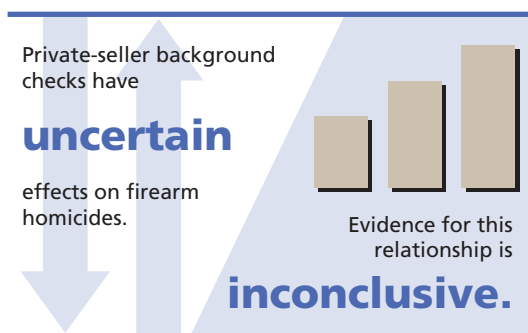 Private-seller background
checks have
uncertain
effects on firearm
homicides.
Evidence for this
relationship is
inconclusive.